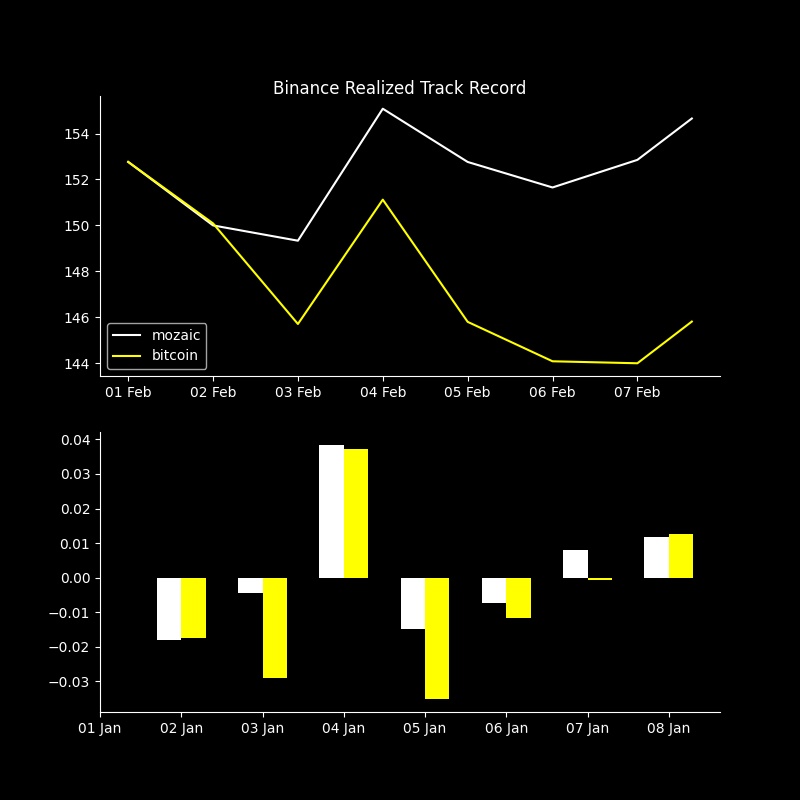 Binance Realized Track Record
154
152
150
148
146
144
mozaic
bitcoin
01 Feb 02 Feb 03 Feb 04 Feb 05 Feb 06 Feb 07 Feb
0.04
0.03
0.02
0.01
0.00
−0.01
−0.02
−0.03
01 Jan 02 Jan 03 Jan 04 Jan 05 Jan 06 Jan 07 Jan 08 Jan